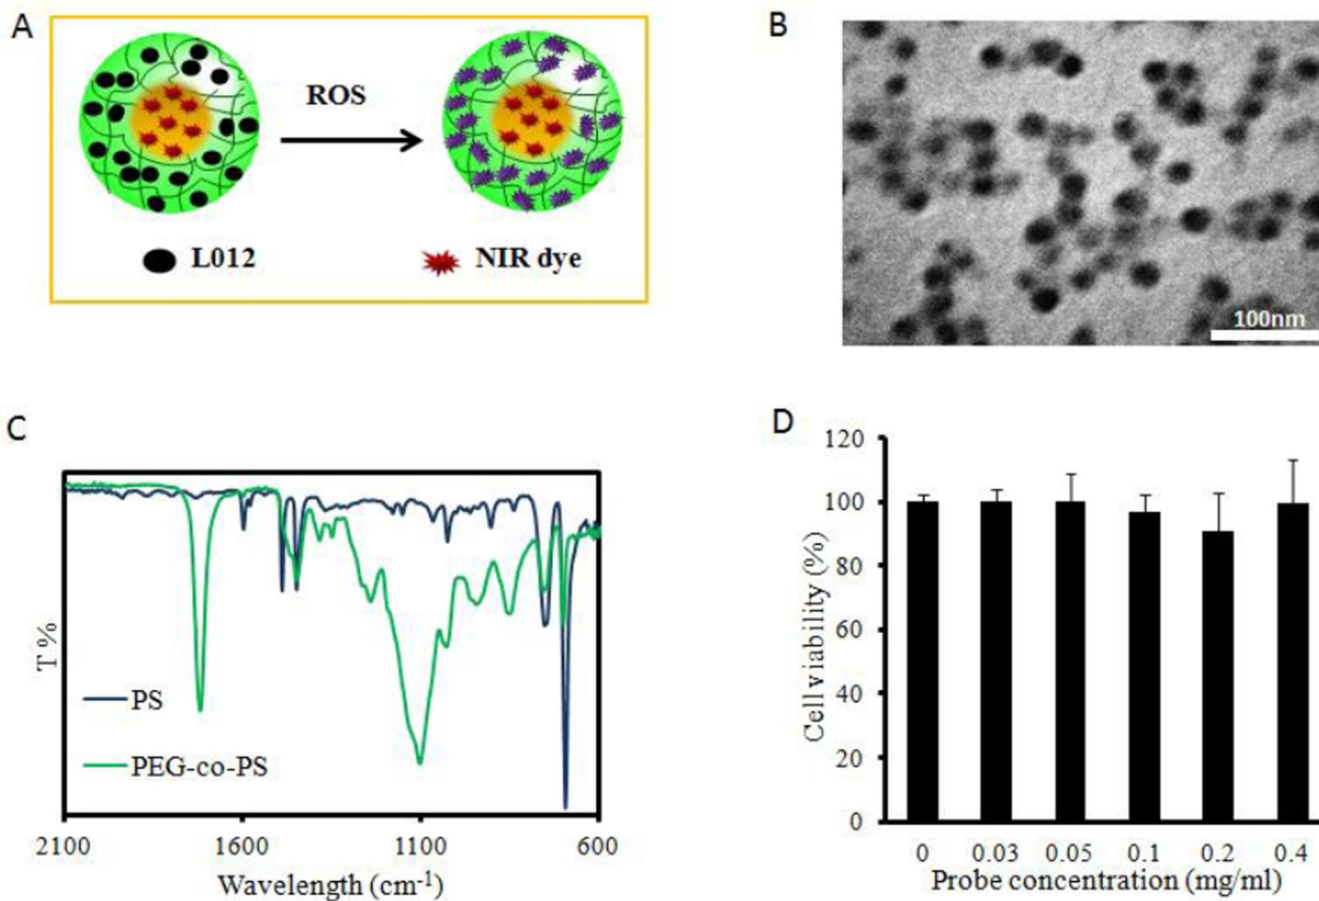 A
ROS
L012
NIR dye
B
100nm
C
T %
PS
PEG-co-PS
2100
1600
1100
600
Wavelength (cm-1)
D
Cell viability (%)
120
100
80
60
40
20
0
0 0.03 0.05 0.1 0.2 0.4
Probe concentration (mg/ml)